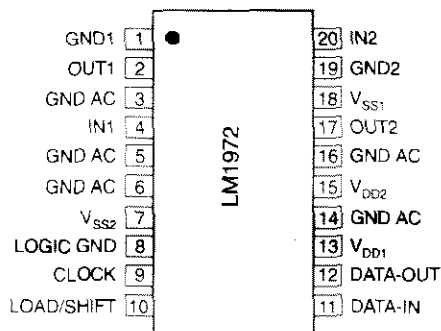 GND1 1 20 IN2
OUT1 2 19 GND2
GND AC 3 18 VSS1
IN1 4 17 OUT2
GND AC 5 16 GND AC
GND AC 6 15 VDD2
VSS2 7 14 GND AC
LOGIC GND 8 13 VDD1
CLOCK 9 12 DATA-OUT
LOAD/SHIFT 10 11 DATA-IN
LM1972